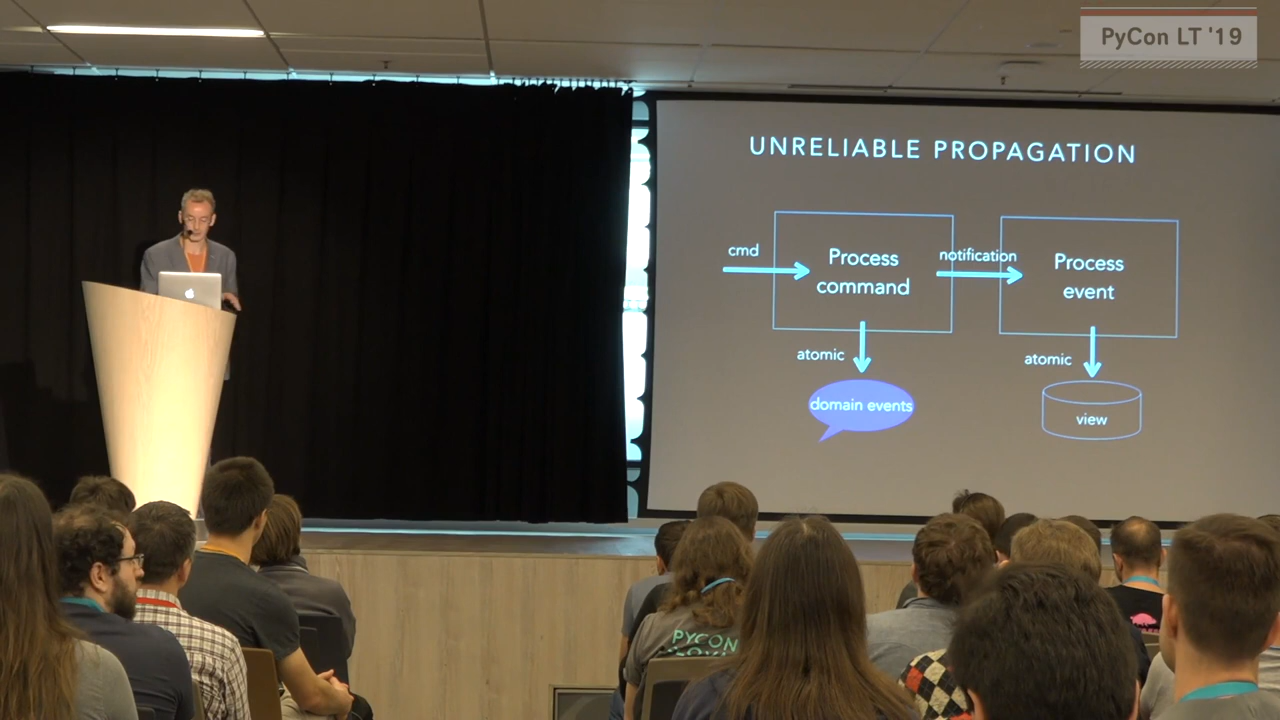 PyCon LT '19
UNRELIABLE PROPAGATION
cmd
Process
command
notification
Process
event
atomic
domain events
atomic
view
PYCON